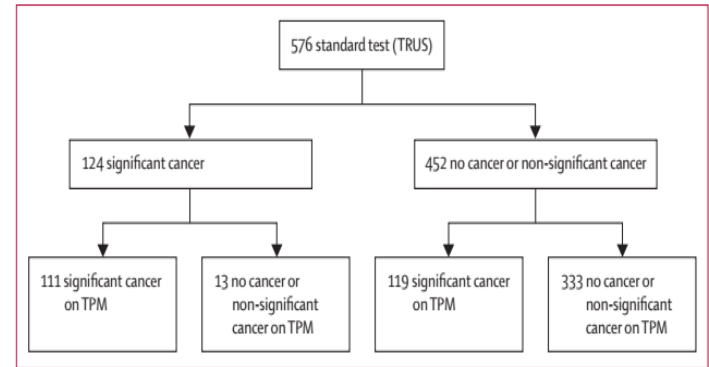 576 standard test (TRUS)
124 significant cancer
452 no cancer or non-significant cancer
111 significant cancer
on TPM
13 no cancer or
non-significant
cancer on TPM
119 significant cancer
on TPM
333 no cancer or
non-significant
cancer on TPM